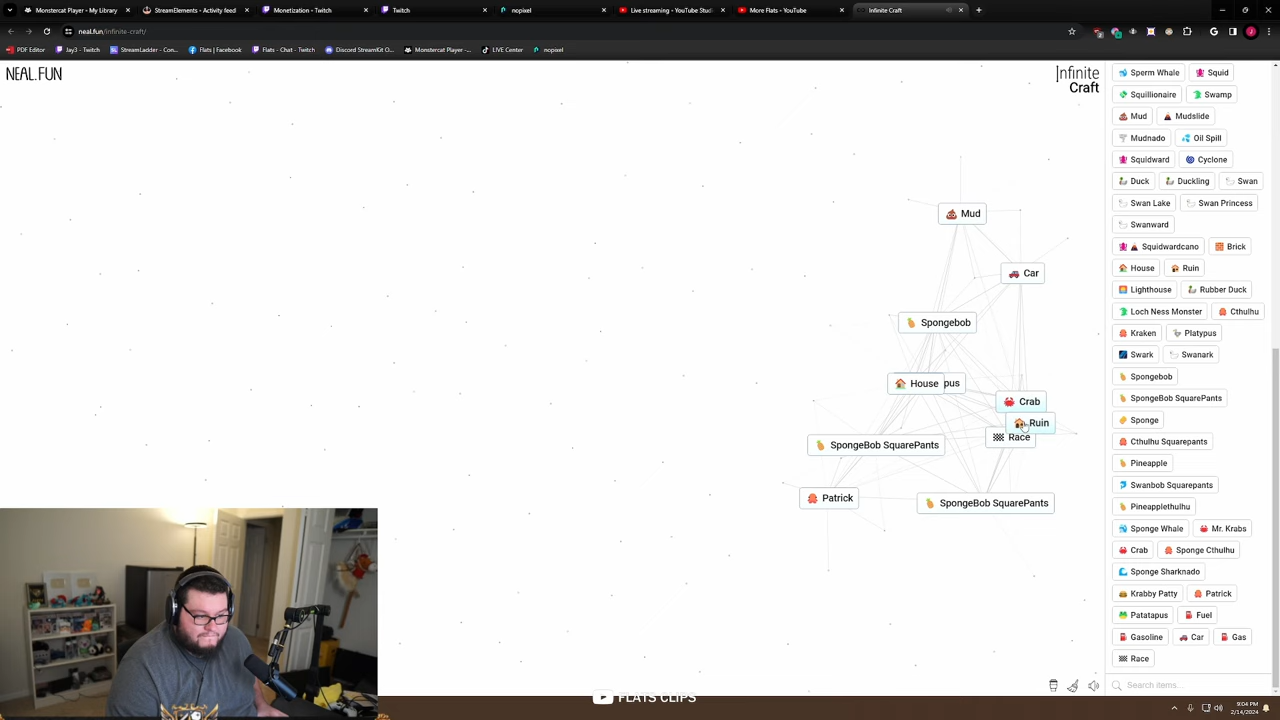 Monstercat Player - My Library
StreamElements - Activity feed
Monetization - Twitch
Twitch
nopixel
Live streaming - YouTube Stud
More Flats - YouTube
Infinite Craft
neal.fun/infinite-craft/
PDF Editor
Jay3 - Twitch
StreamLadder - Con...
Flats | Facebook
Flats - Chat - Twitch
Discord StreamKit O...
Monstercat Player -...
LIVE Center
nopixel
NEAL.FUN
Infinite
Craft
Sperm Whale
Squid
Squillionaire
Swamp
Mud
Mudslide
Mudnado
Oil Spill
Squidward
Cyclone
Duck
Duckling
Swan
Swan Lake
Swan Princess
Swanward
Squidwardcano
Brick
House
Ruin
Lighthouse
Rubber Duck
Loch Ness Monster
Cthulhu
Kraken
Platypus
Swark
Swanark
Spongebob
SpongeBob SquarePants
Sponge
Cthulhu Squarepants
Pineapple
Swanbob Squarepants
Pineapplethulhu
Sponge Whale
Mr. Krabs
Crab
Sponge Cthulhu
Sponge Sharknado
Krabby Patty
Patrick
Patatapus
Fuel
Gasoline
Car
Gas
Race
Search items...
Mud
Car
Spongebob
House
pus
Crab
Ruin
Race
SpongeBob SquarePants
Patrick
SpongeBob SquarePants
FLATS CLIPS
9:04 PM
2/14/2024